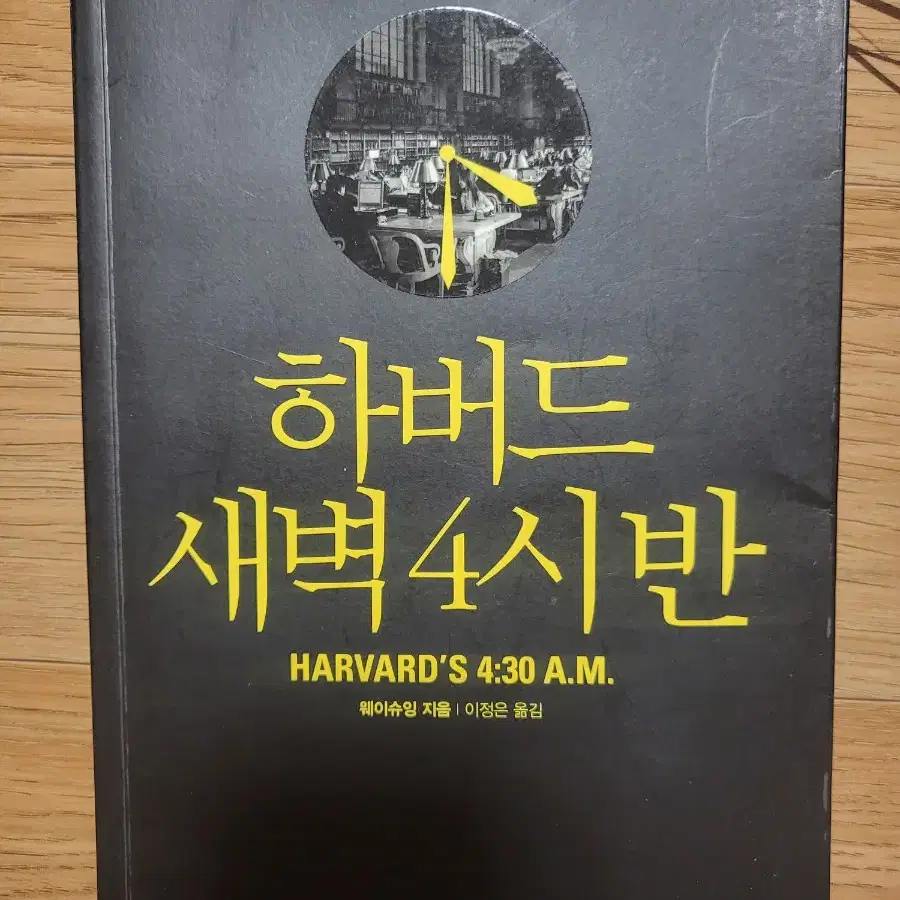 하버드
새벽 4시 반
HARVARD'S 4:30 A.M.
웨이슈잉 지음 | 이정은 옮김